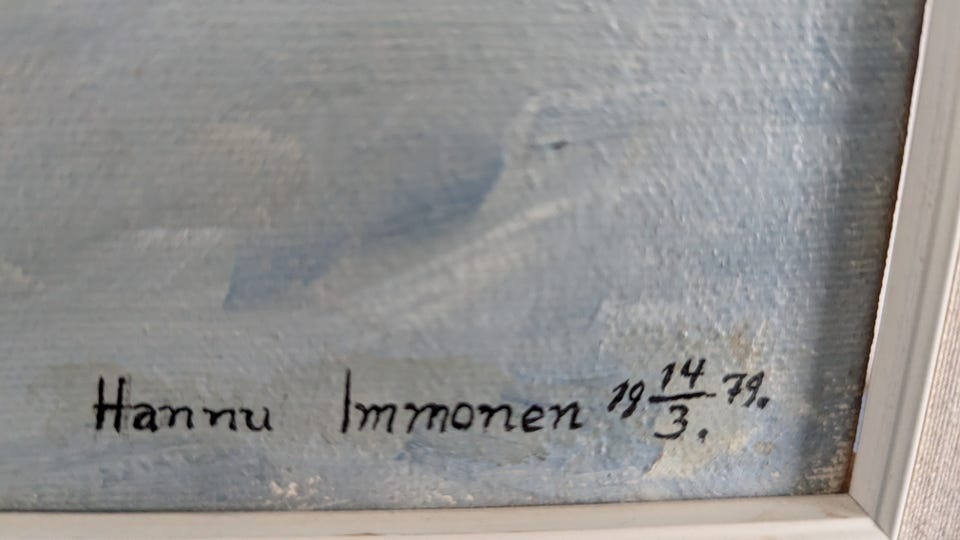 Hannu Immonen 19 14/3. 79.